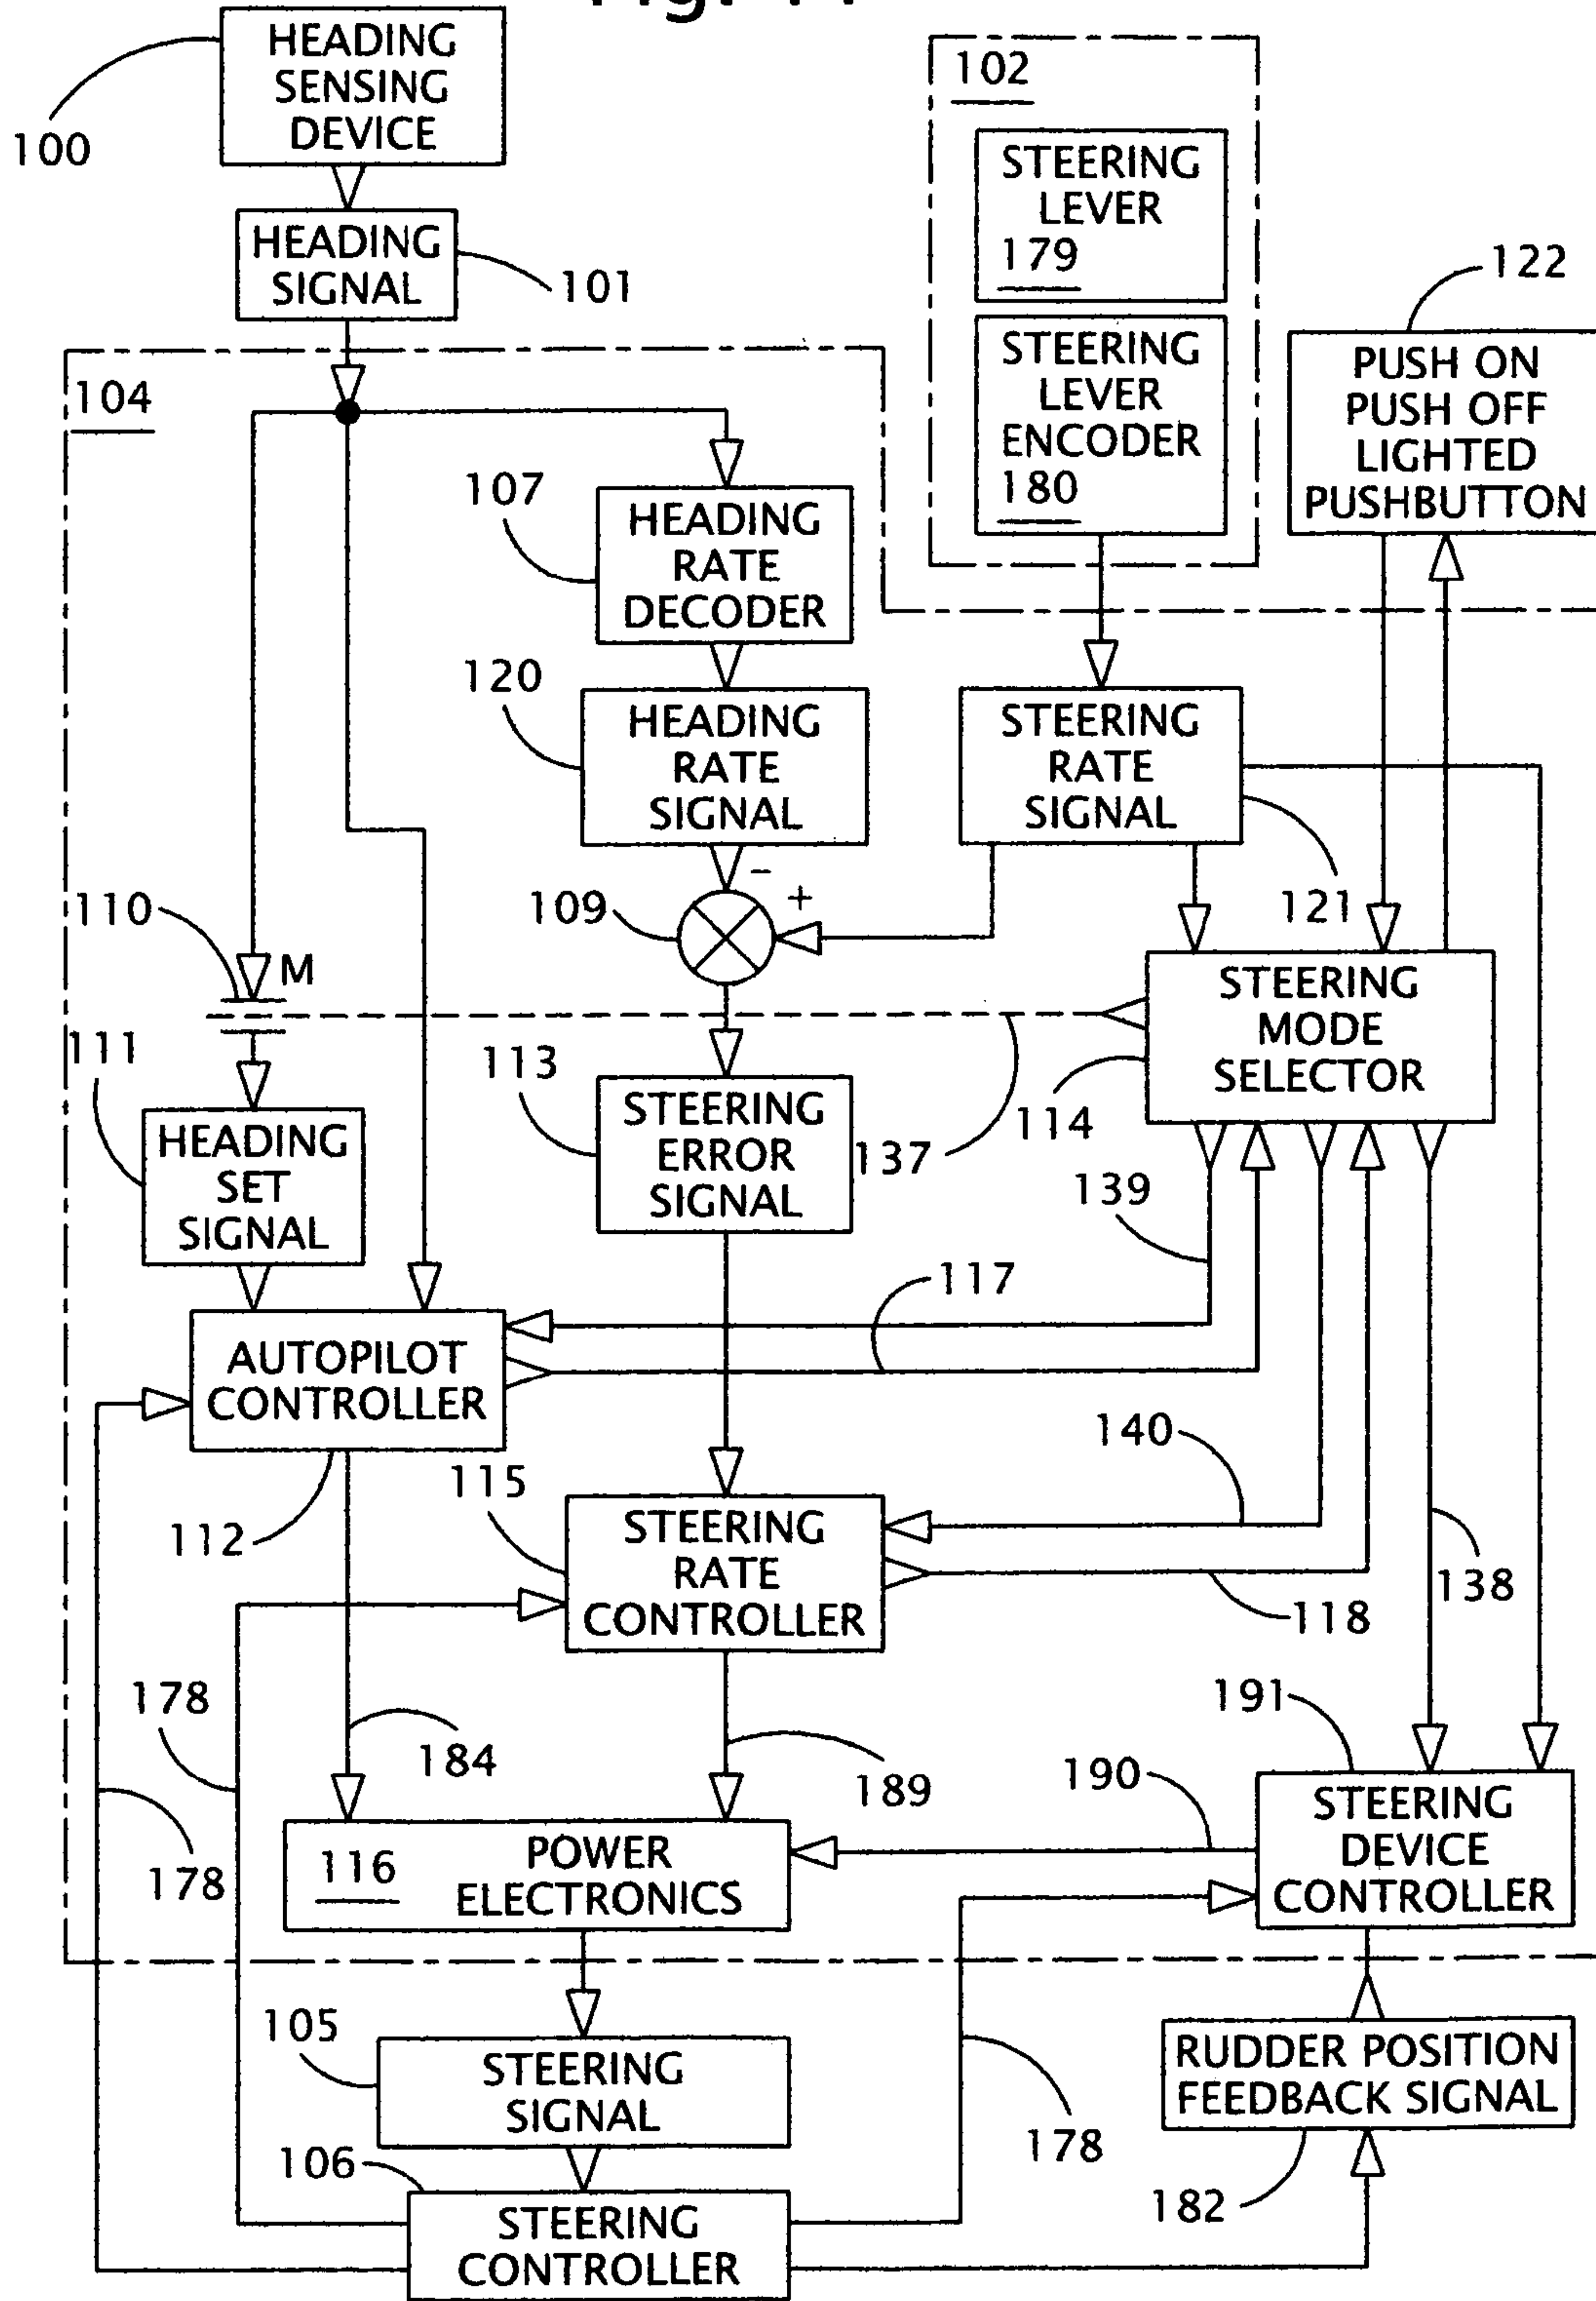 HEADING
SENSING
DEVICE
100
HEADING
SIGNAL
101
102
STEERING
LEVER
179
STEERING
LEVER
ENCODER
180
122
PUSH ON
PUSH OFF
LIGHTED
PUSHBUTTON
104
107
HEADING
RATE
DECODER
120
HEADING
RATE
SIGNAL
STEERING
RATE
SIGNAL
121
110
M
109
−
+
STEERING
MODE
SELECTOR
114
137
111
HEADING
SET
SIGNAL
113
STEERING
ERROR
SIGNAL
139
117
AUTOPILOT
CONTROLLER
112
140
115
STEERING
RATE
CONTROLLER
118
138
178
178
184
189
190
191
STEERING
DEVICE
CONTROLLER
116
POWER
ELECTRONICS
105
STEERING
SIGNAL
178
RUDDER POSITION
FEEDBACK SIGNAL
182
106
STEERING
CONTROLLER